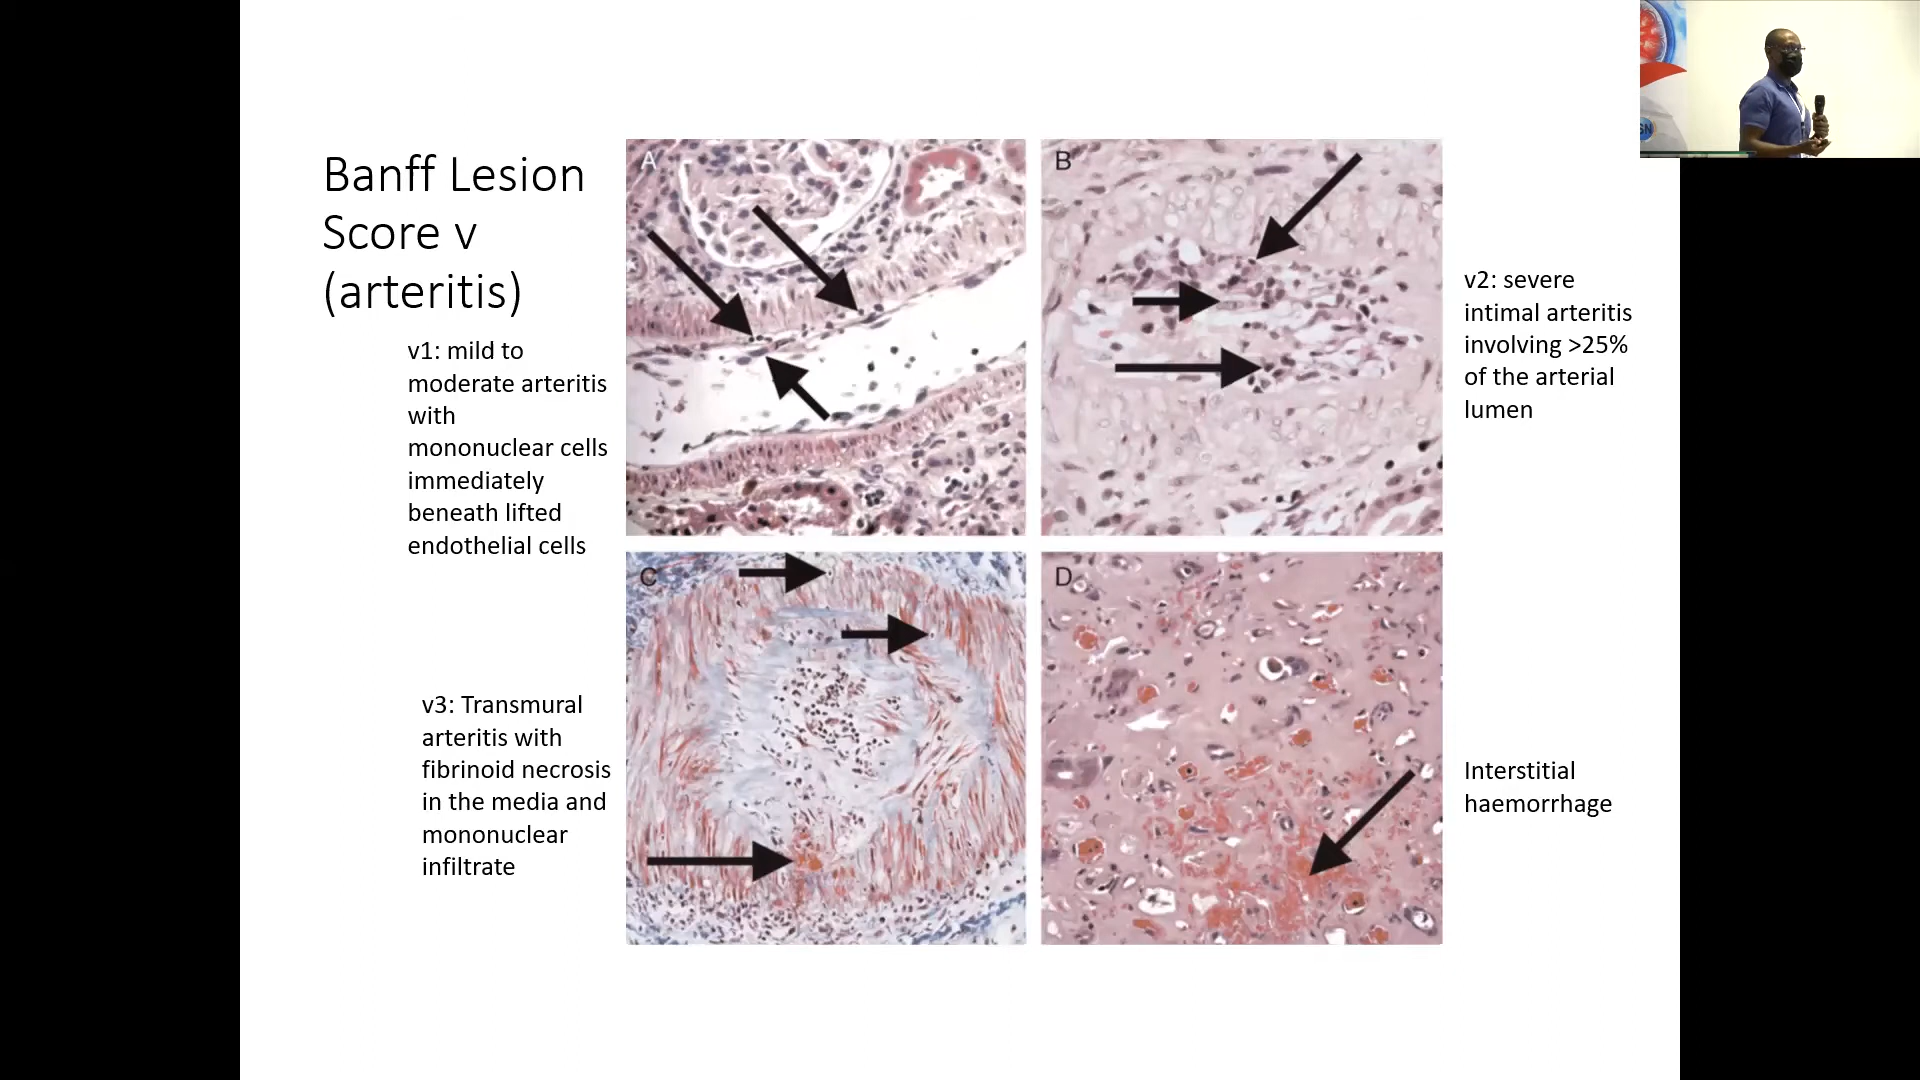 Banff Lesion
Score v
(arteritis)
v1: mild to
moderate arteritis
with
mononuclear cells
immediately
beneath lifted
endothelial cells
A
B
v2: severe
intimal arteritis
involving >25%
of the arterial
lumen
v3: Transmural
arteritis with
fibrinoid necrosis
in the media and
mononuclear
infiltrate
C
D
Interstitial
haemorrhage
SN